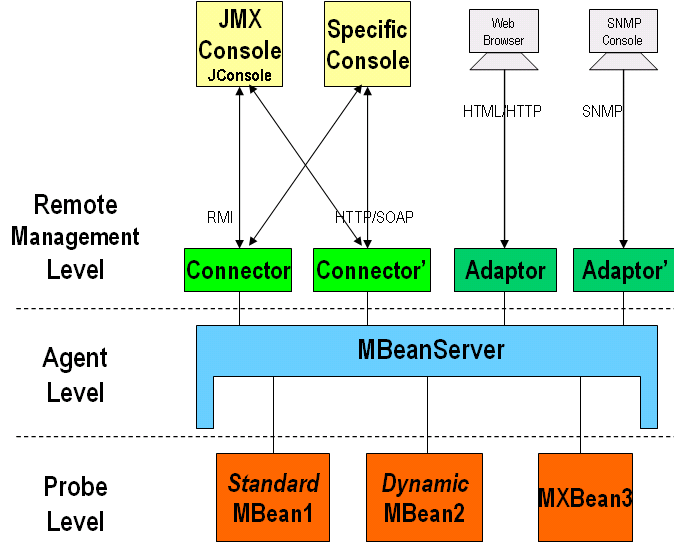 JMX
Console
JConsole
Specific
Console
Web
Browser
SNMP
Console
HTML/HTTP
SNMP
RMI
HTTP/SOAP
Remote
Management
Level
Connector
Connector’
Adaptor
Adaptor’
Agent
Level
MBeanServer
Probe
Level
Standard
MBean1
Dynamic
MBean2
MXBean3